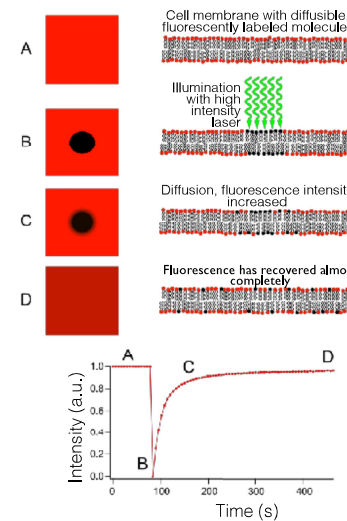 Cell membrane with diffusible
fluorescently labeled molecule
A
Illumination
with high
intensity
laser
B
Diffusion, fluorescence intensit
increased
C
Fluorescence has recovered almo
completely
D
A
D
C
B
1.0
0.8
0.6
0.4
0.2
0.0
Intensity (a.u.)
0
100
200
300
400
Time (s)